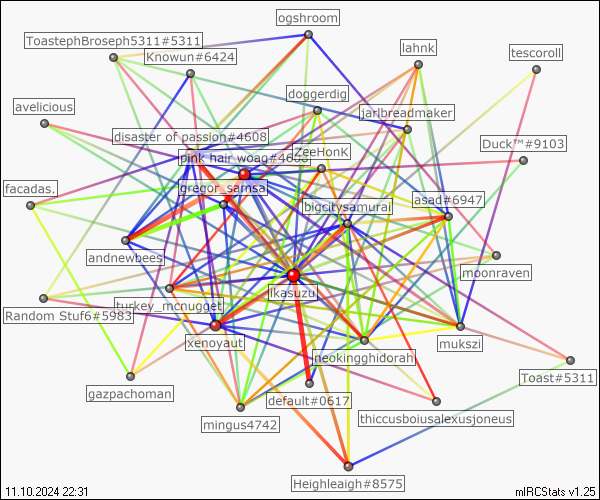 ogshroom
ToastephBroseph5311#5311
Knowun#6424
lahnk
tescoroll
doggerdig
avelicious
jarlbreadmaker
disaster of passion#4608
Duck™#9103
ZeeHonK
pink hair woag#4608
gregor_samsa
facadas.
asad#6947
bigcitysamurai
andnewbees
moonraven
ikasuzu
turkey_mcnugget
Random Stuf6#5983
xenoyaut
neokingghidorah
mukszi
Toast#5311
gazpachoman
default#0617
thiccusboiusalexusjoneus
mingus4742
Heighleaigh#8575
11.10.2024 22:31
mIRCStats v1.25